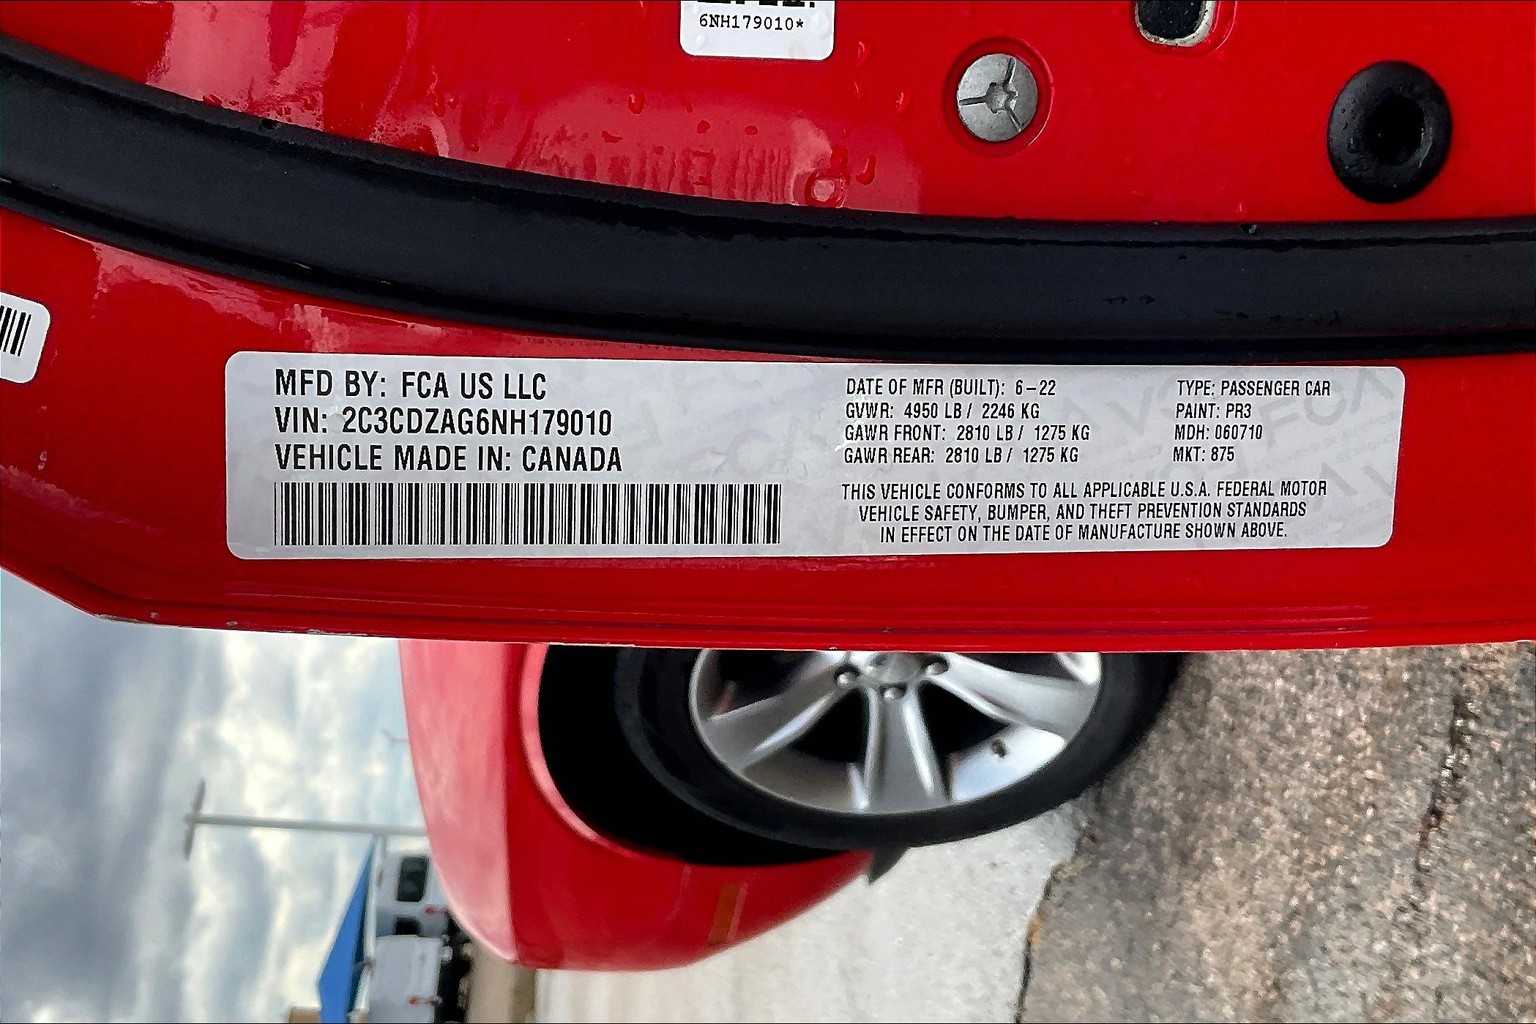 6NH179010*
MFD BY: FCA US LLC
VIN: 2C3CDZAG6NH179010
VEHICLE MADE IN: CANADA
DATE OF MFR (BUILT): 6-22
GVWR: 4950 LB / 2246 KG
GAWR FRONT: 2810 LB / 1275 KG
GAWR REAR: 2810 LB / 1275 KG
TYPE: PASSENGER CAR
PAINT: PR3
MDH: 060710
MKT: 875
THIS VEHICLE CONFORMS TO ALL APPLICABLE U.S.A. FEDERAL MOTOR
VEHICLE SAFETY, BUMPER, AND THEFT PREVENTION STANDARDS
IN EFFECT ON THE DATE OF MANUFACTURE SHOWN ABOVE.